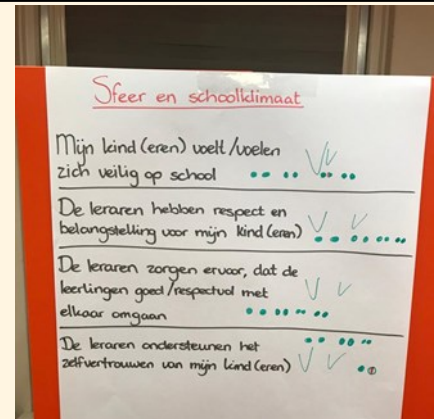 Sfeer en schoolklimaat
Mijn kind (eren) voelt /voelen
zich veilig op school
De leraren hebben respect en
belangstelling voor mijn kind (eren)
De leraren zorgen ervoor, dat de
leerlingen goed /respectvol met
elkaar omgaan
De leraren ondersteunen het
zelfvertrouwen van mijn kind (eren)